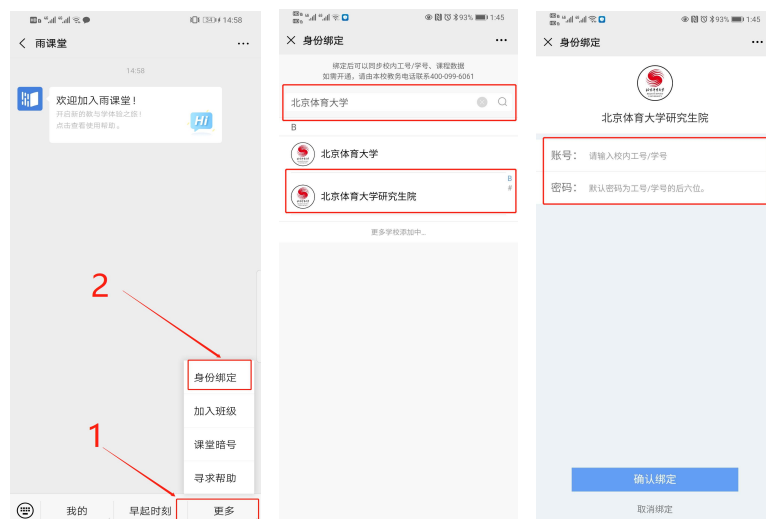 14:58
雨课堂
14:58
欢迎加入雨课堂！
开启新的教与学体验之旅！
点击查看使用帮助。
Hi
2
身份绑定
加入班级
1
课堂暗号
寻求帮助
我的
早起时刻
更多
93%
1:45
身份绑定
绑定后可以同步校内工号/学号、课程数据
如需开通，请由本校教务电话联系400-099-6061
北京体育大学
B
北京体育大学
B
#
北京体育大学研究生院
更多学校添加中...
93%
1:45
身份绑定
北京体育大学研究生院
账号： 请输入校内工号/学号
密码： 默认密码为工号/学号的后六位。
确认绑定
取消绑定